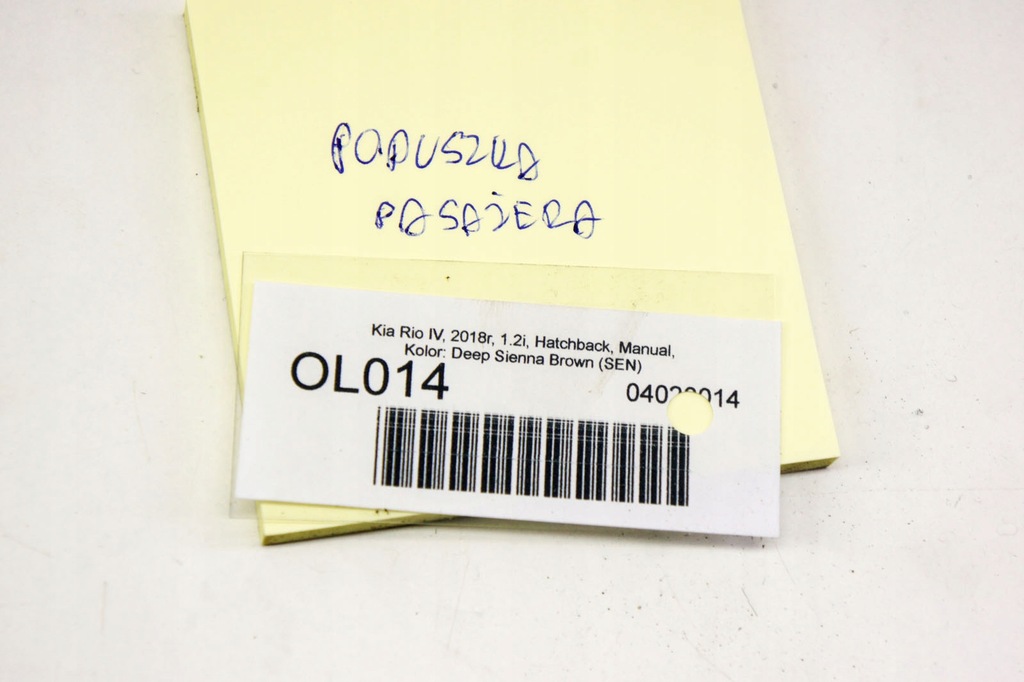 PODUSZKA
PASAŻERA
Kia Rio IV, 2018r, 1.2i, Hatchback, Manual,
Kolor: Deep Sienna Brown (SEN)
OL014